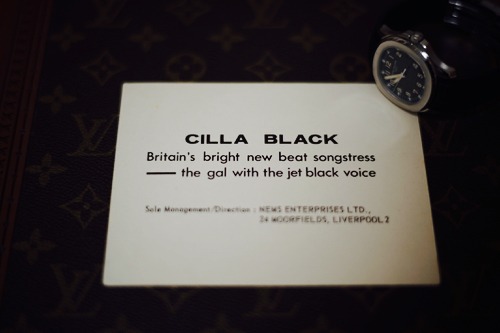 CILLA BLACK
Britain's bright new beat songstress
— the gal with the jet black voice
Sole Management/Direction : NEMS ENTERPRISES LTD.,
24 MOORFIELDS, LIVERPOOL 2